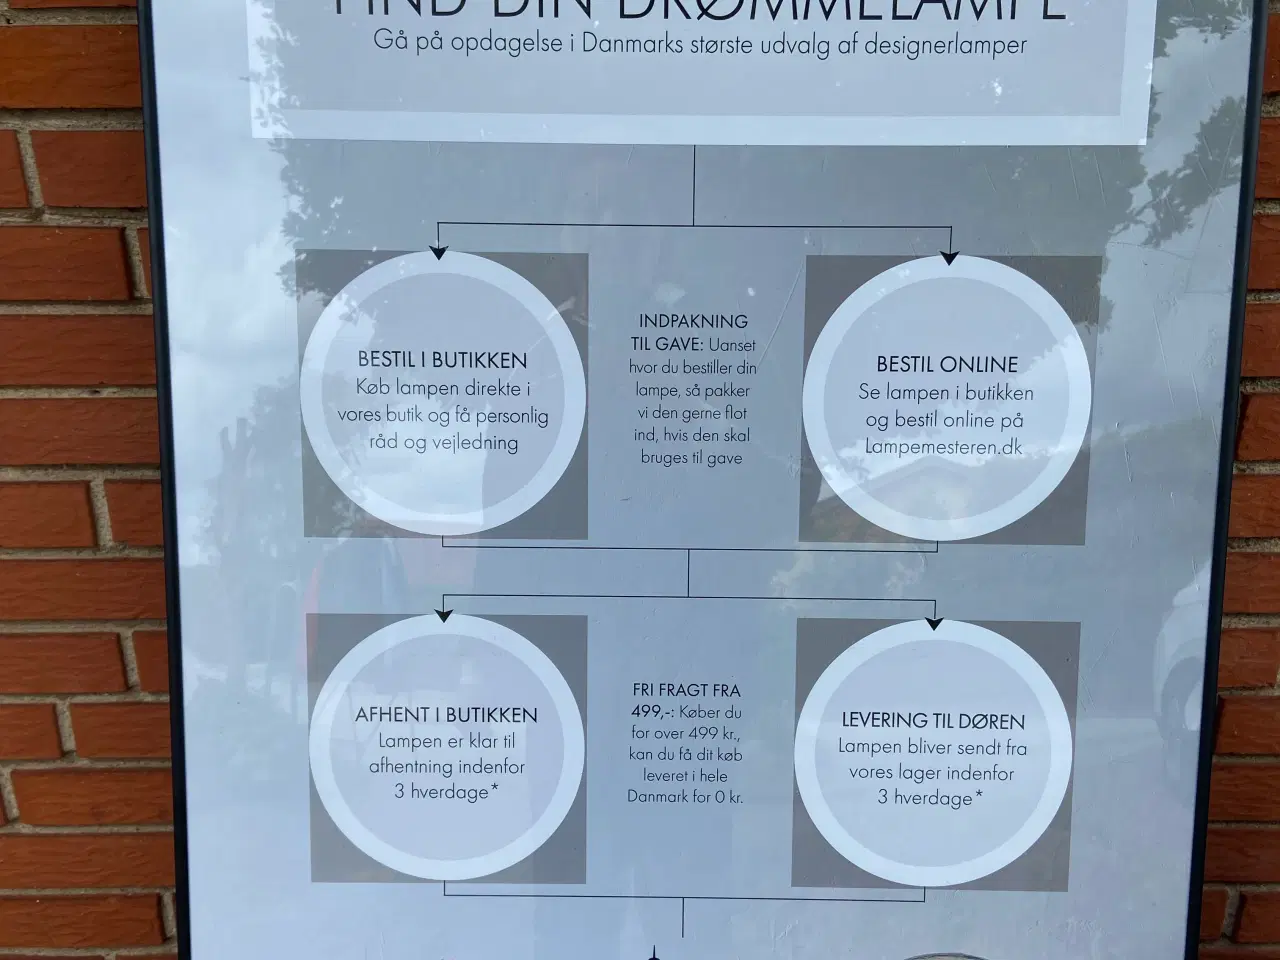 FIND DIN DRØMMELAMPE
Gå på opdagelse i Danmarks største udvalg af designerlamper
BESTIL I BUTIKKEN
Køb lampen direkte i
vores butik og få personlig
råd og vejledning
INDPAKNING
TIL GAVE: Uanset
hvor du bestiller din
lampe, så pakker
vi den gerne flot
ind, hvis den skal
bruges til gave
BESTIL ONLINE
Se lampen i butikken
og bestil online på
Lampemesteren.dk
AFHENT I BUTIKKEN
Lampen er klar til
afhentning indenfor
3 hverdage*
FRI FRAGT FRA
499,-: Køber du
for over 499 kr.,
kan du få dit køb
leveret i hele
Danmark for 0 kr.
LEVERING TIL DØREN
Lampen bliver sendt fra
vores lager indenfor
3 hverdage*